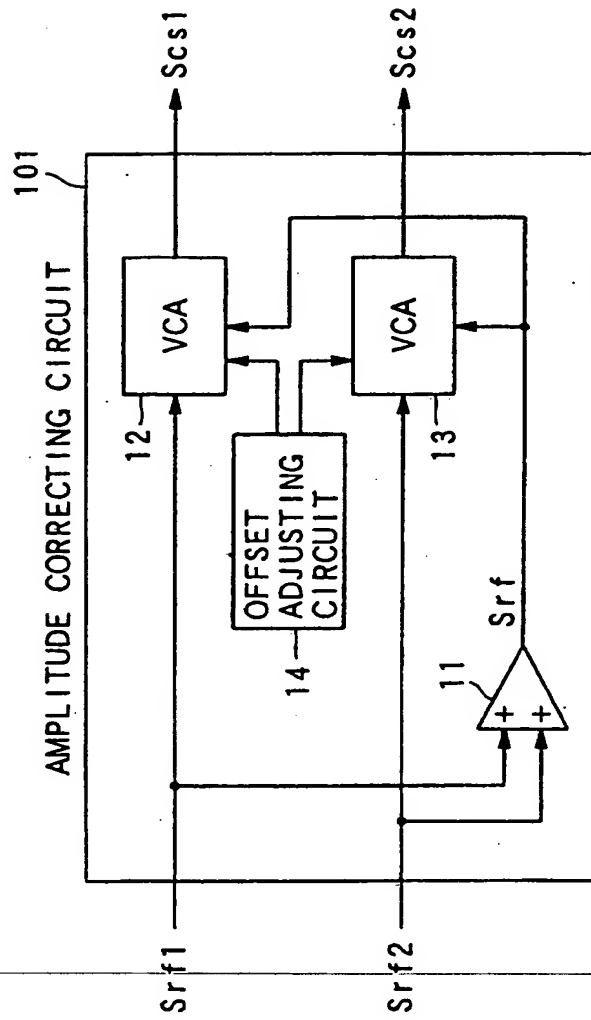 AMPLITUDE CORRECTING CIRCUIT
101
Srf1
12
VCA
Scs1
OFFSET
ADJUSTING
CIRCUIT
14
Srf2
13
VCA
Scs2
11
+
+
Srf